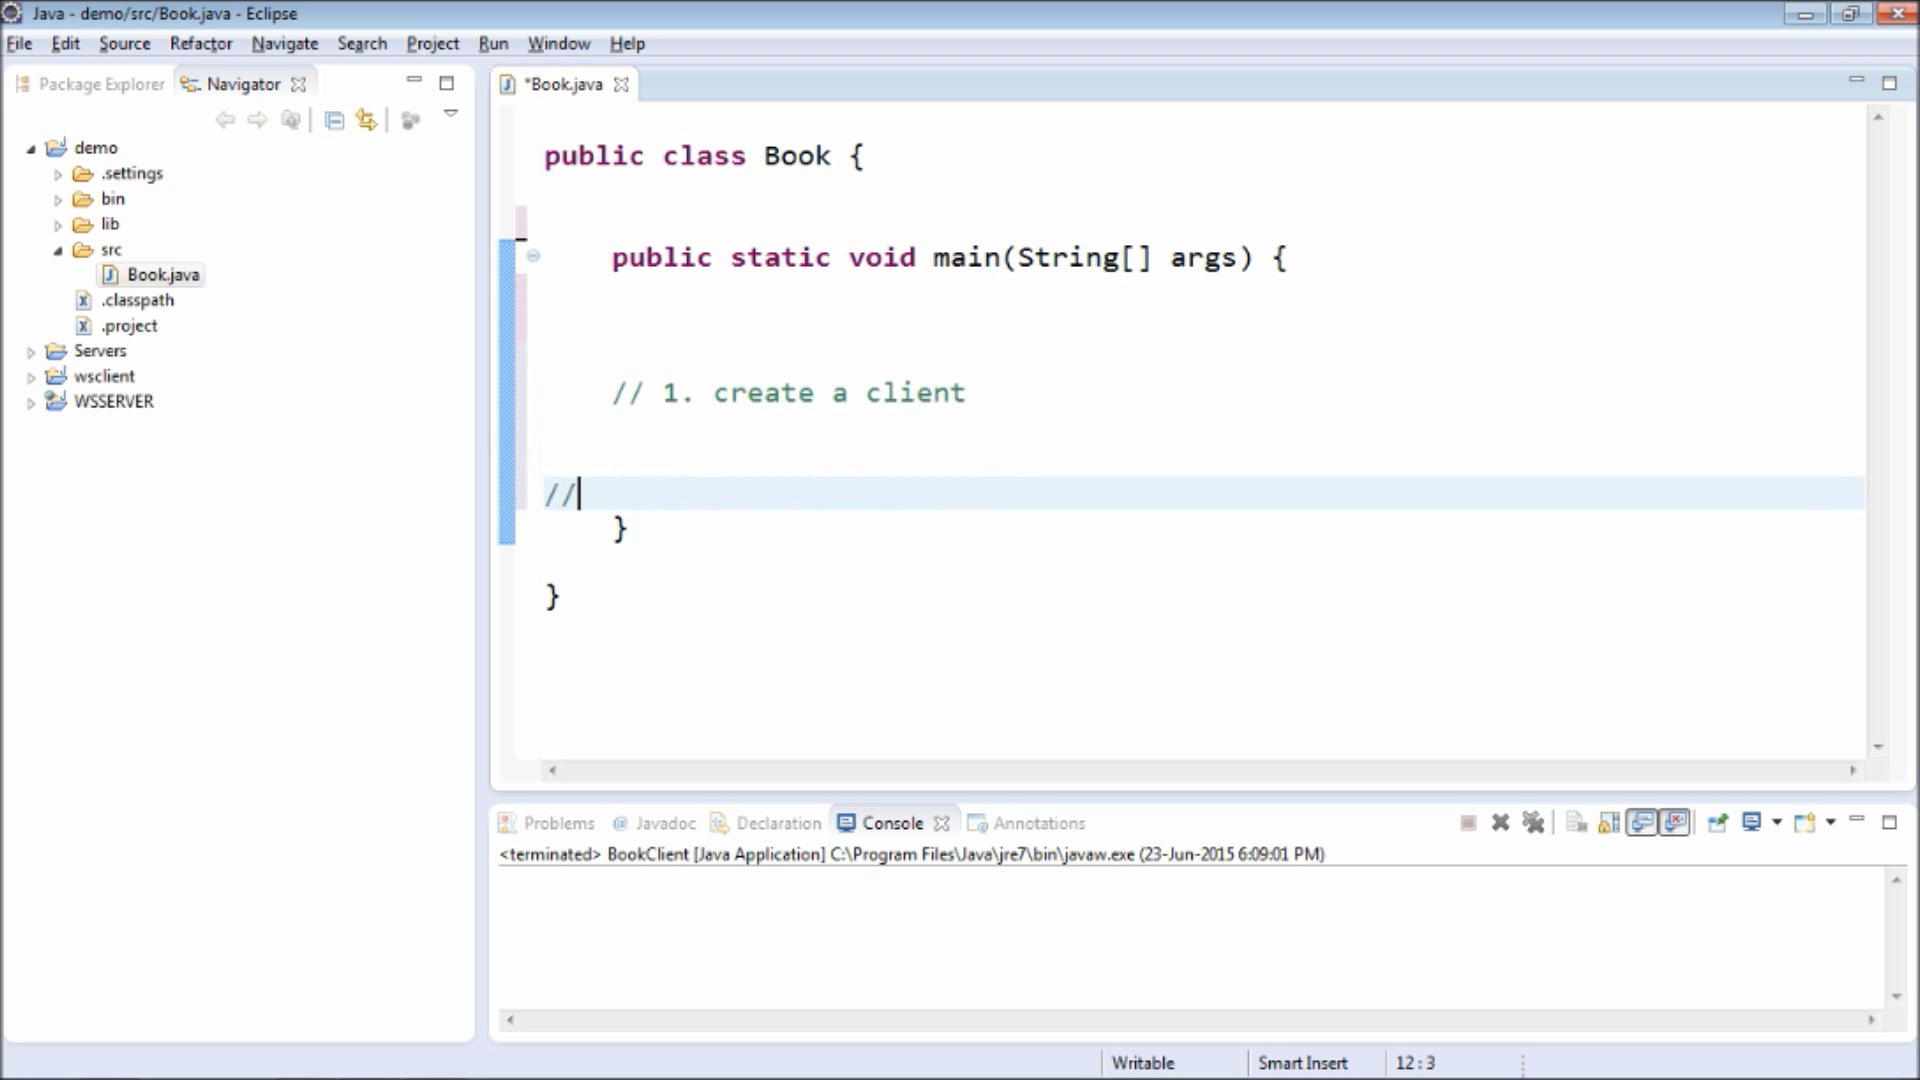 Java - demo/src/Book.java - Eclipse
File Edit Source Refactor Navigate Search Project Run Window Help
Package Explorer Navigator
*Book.java
demo
.settings
bin
lib
src
Book.java
.classpath
.project
Servers
wsclient
WSSERVER
public class Book {
public static void main(String[] args) {
// 1. create a client
//
}
}
Problems @ Javadoc Declaration Console Annotations
<terminated> BookClient [Java Application] C:\Program Files\Java\jre7\bin\javaw.exe (23-Jun-2015 6:09:01 PM)
Writable Smart Insert 12 : 3